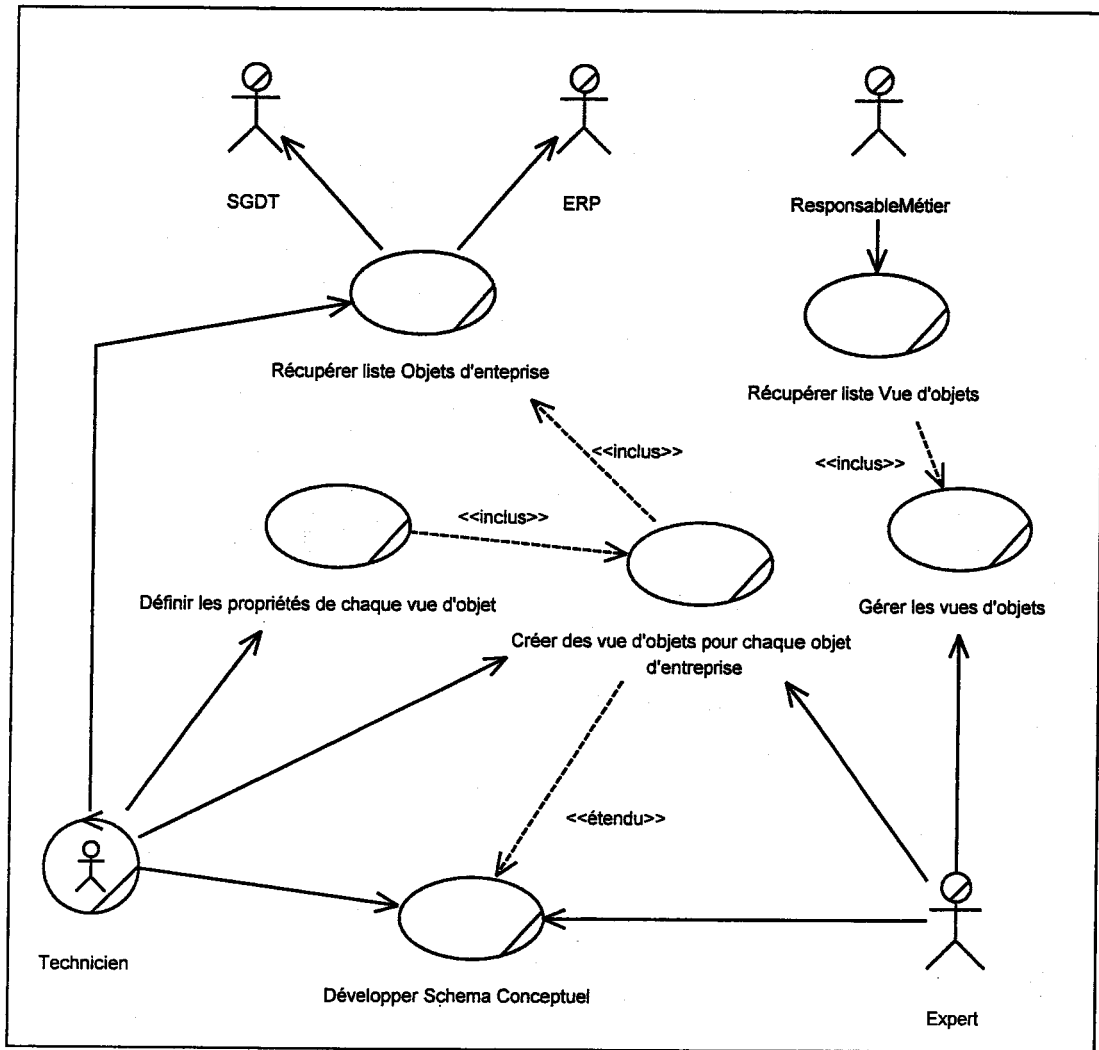 SGDT
ERP
ResponsableMétier
Récupérer liste Objets d'enteprise
Récupérer liste Vue d'objets
<<inclus>>
<<inclus>>
<<inclus>>
Définir les propriétés de chaque vue d'objet
Gérer les vues d'objets
Créer des vue d'objets pour chaque objet
d'entreprise
<<étendu>>
Technicien
Développer Schema Conceptuel
Expert